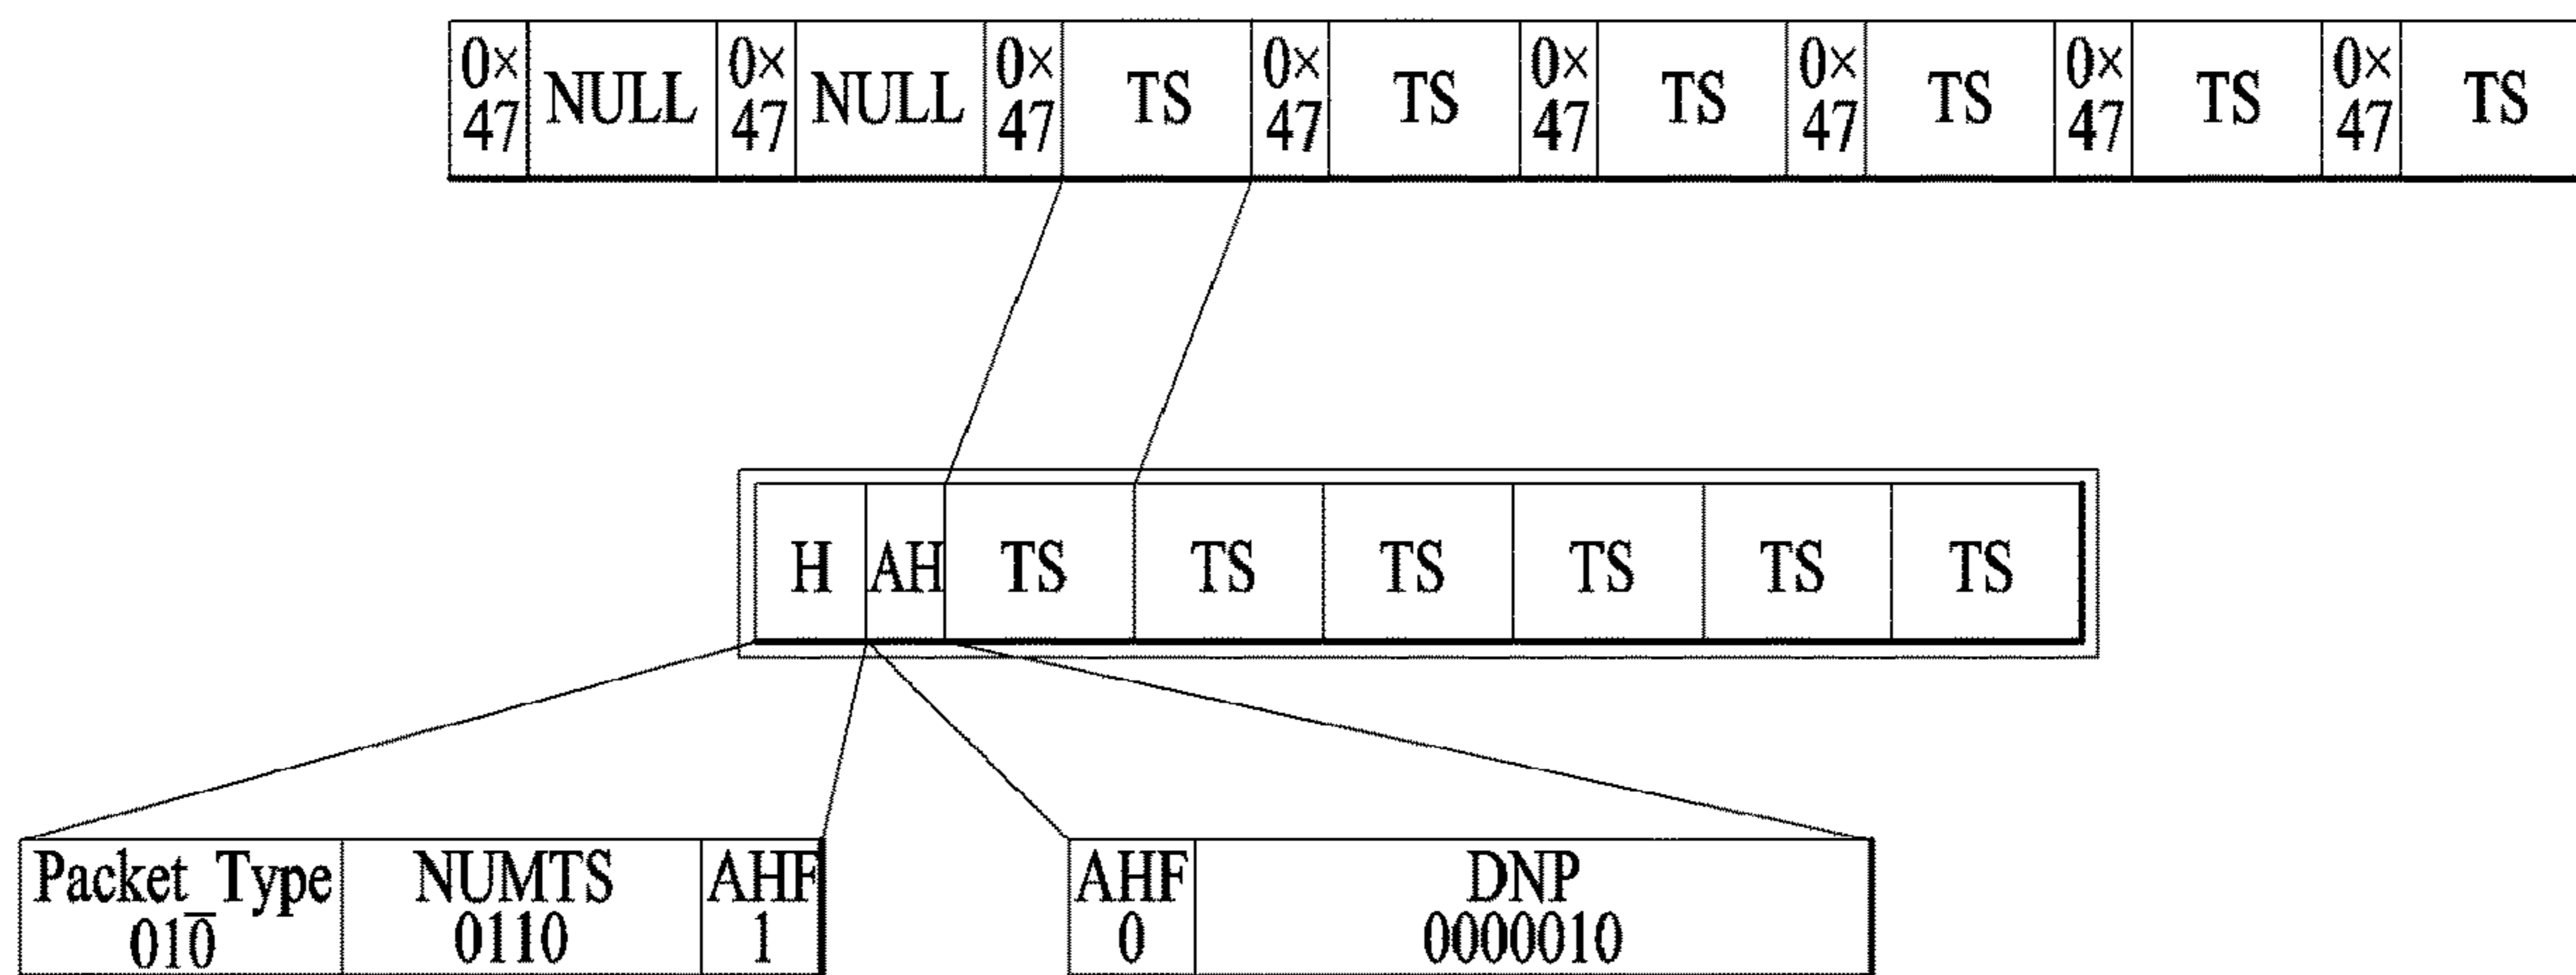 0× 0× 0× 0× 0× 0× 0× 0×
47 NULL 47 NULL 47 TS 47 TS 47 TS 47 TS 47 TS 47 TS
H AH TS TS TS TS TS TS
Packet_Type NUMTS AHF AHF DNP
010 0110 1 0 0000010